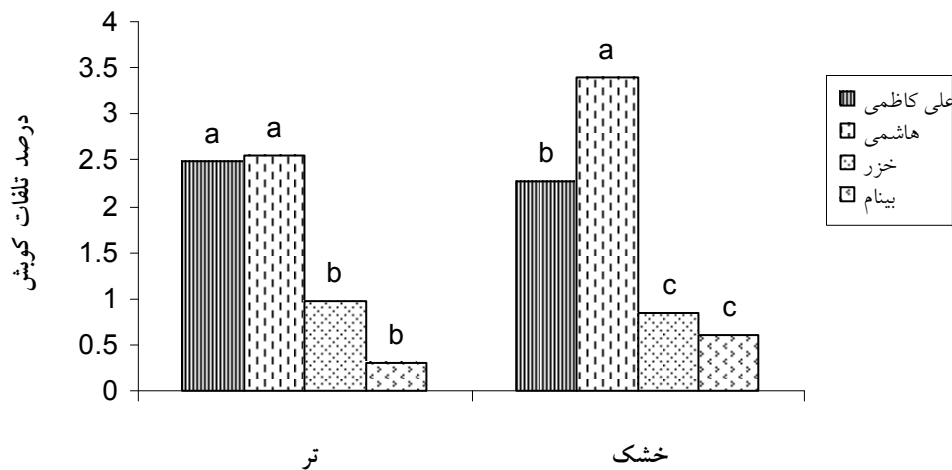 درصد تلفات کوبش
4
3.5
3
2.5
2
1.5
1
0.5
0
a
a
b
b
b
a
c
c
تر
خشک
علی کاظمی
هاشمی
خزر
بینام